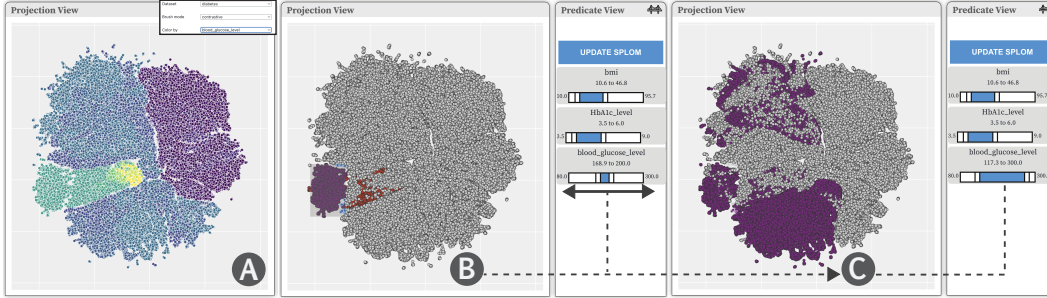 Projection View
Dataset
diabetes
Brush mode
contrastive
Color by
blood_glucose_level
A
Projection View
B
Predicate View
UPDATE SPLOM
bmi
10.6 to 46.8
10.0
95.7
HbA1c_level
3.5 to 6.0
3.5
9.0
blood_glucose_level
168.9 to 200.0
80.0
300.0
Projection View
C
Predicate View
UPDATE SPLOM
bmi
10.6 to 46.8
10.0
95.7
HbA1c_level
3.5 to 6.0
3.5
9.0
blood_glucose_level
117.3 to 300.0
80.0
300.